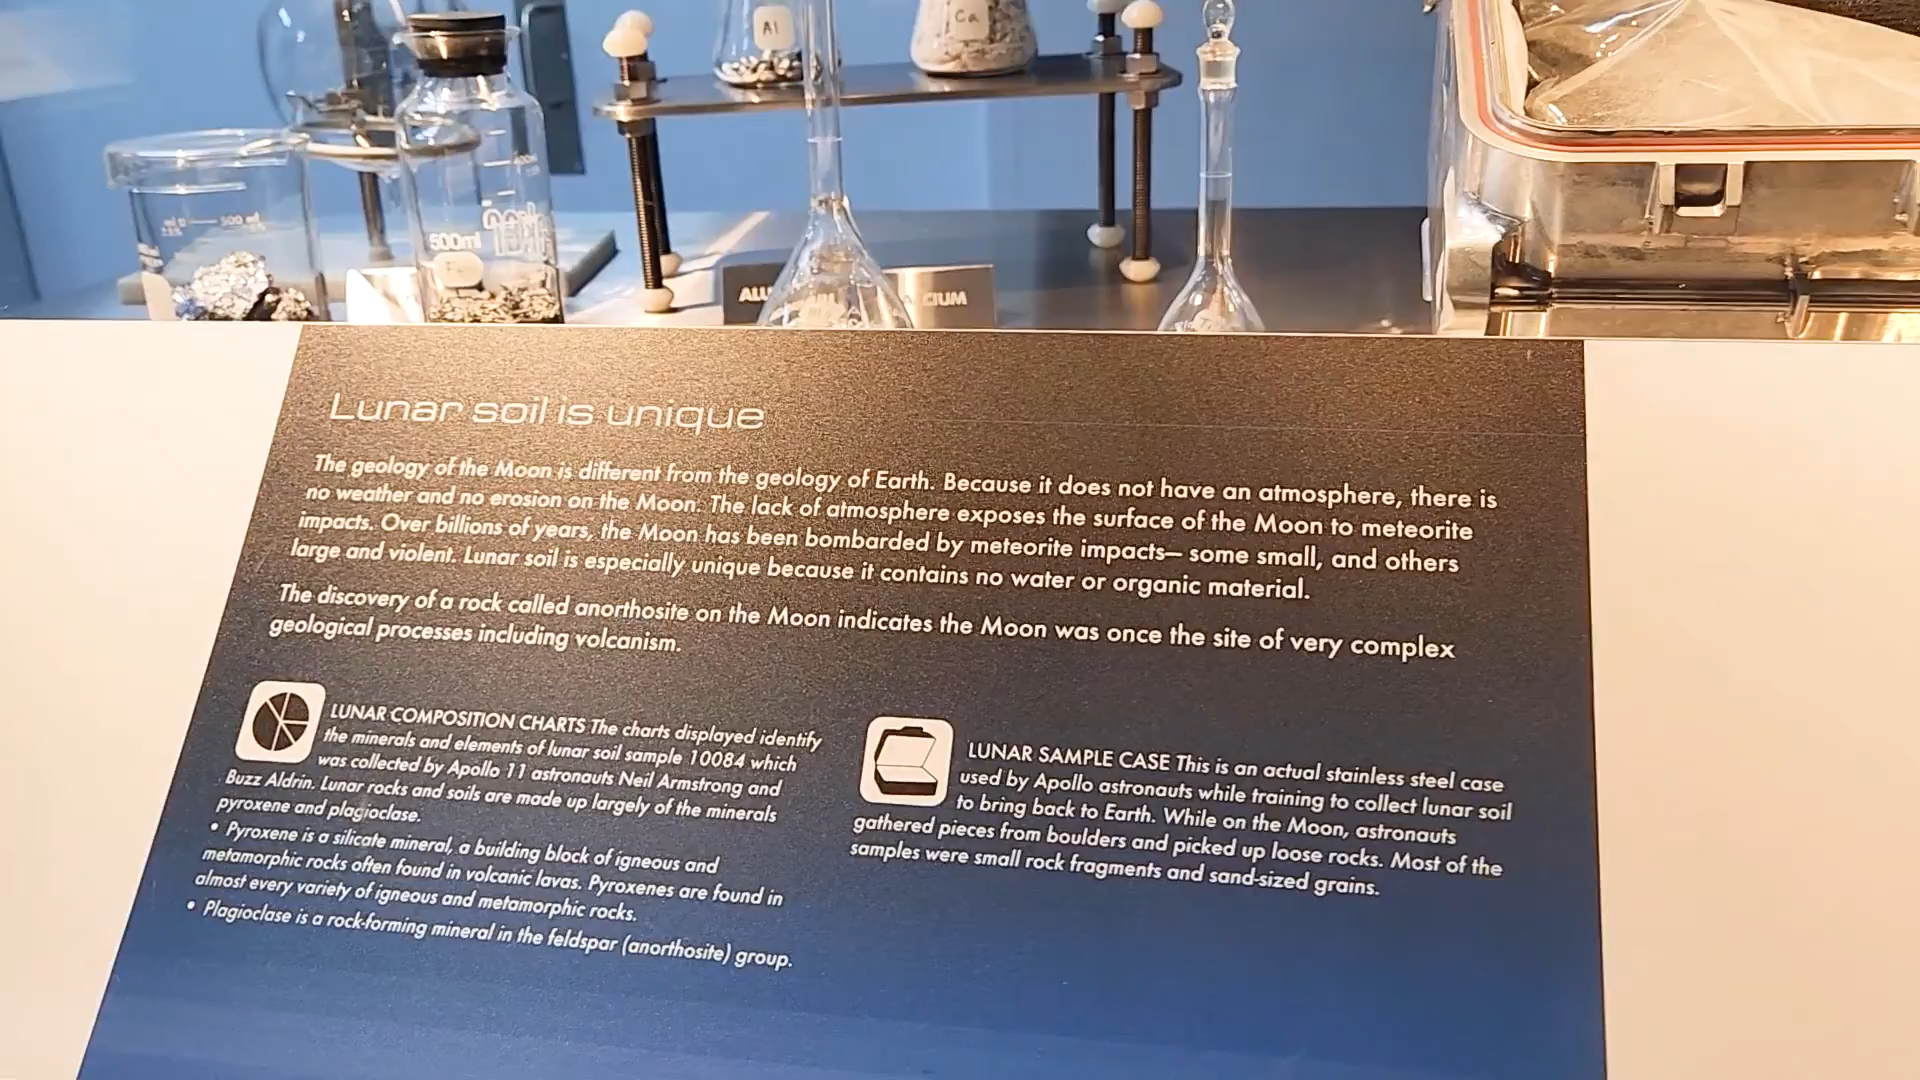 Al
Ca
500 ml
500ml
Fe
ALU
CIUM
Lunar soil is unique
The geology of the Moon is different from the geology of Earth. Because it does not have an atmosphere, there is
no weather and no erosion on the Moon. The lack of atmosphere exposes the surface of the Moon to meteorite
impacts. Over billions of years, the Moon has been bombarded by meteorite impacts— some small, and others
large and violent. Lunar soil is especially unique because it contains no water or organic material.
The discovery of a rock called anorthosite on the Moon indicates the Moon was once the site of very complex
geological processes including volcanism.
LUNAR COMPOSITION CHARTS The charts displayed identify
the minerals and elements of lunar soil sample 10084 which
was collected by Apollo 11 astronauts Neil Armstrong and
Buzz Aldrin. Lunar rocks and soils are made up largely of the minerals
pyroxene and plagioclase.
• Pyroxene is a silicate mineral, a building block of igneous and
metamorphic rocks often found in volcanic lavas. Pyroxenes are found in
almost every variety of igneous and metamorphic rocks.
• Plagioclase is a rock-forming mineral in the feldspar (anorthosite) group.
LUNAR SAMPLE CASE This is an actual stainless steel case
used by Apollo astronauts while training to collect lunar soil
to bring back to Earth. While on the Moon, astronauts
gathered pieces from boulders and picked up loose rocks. Most of the
samples were small rock fragments and sand-sized grains.